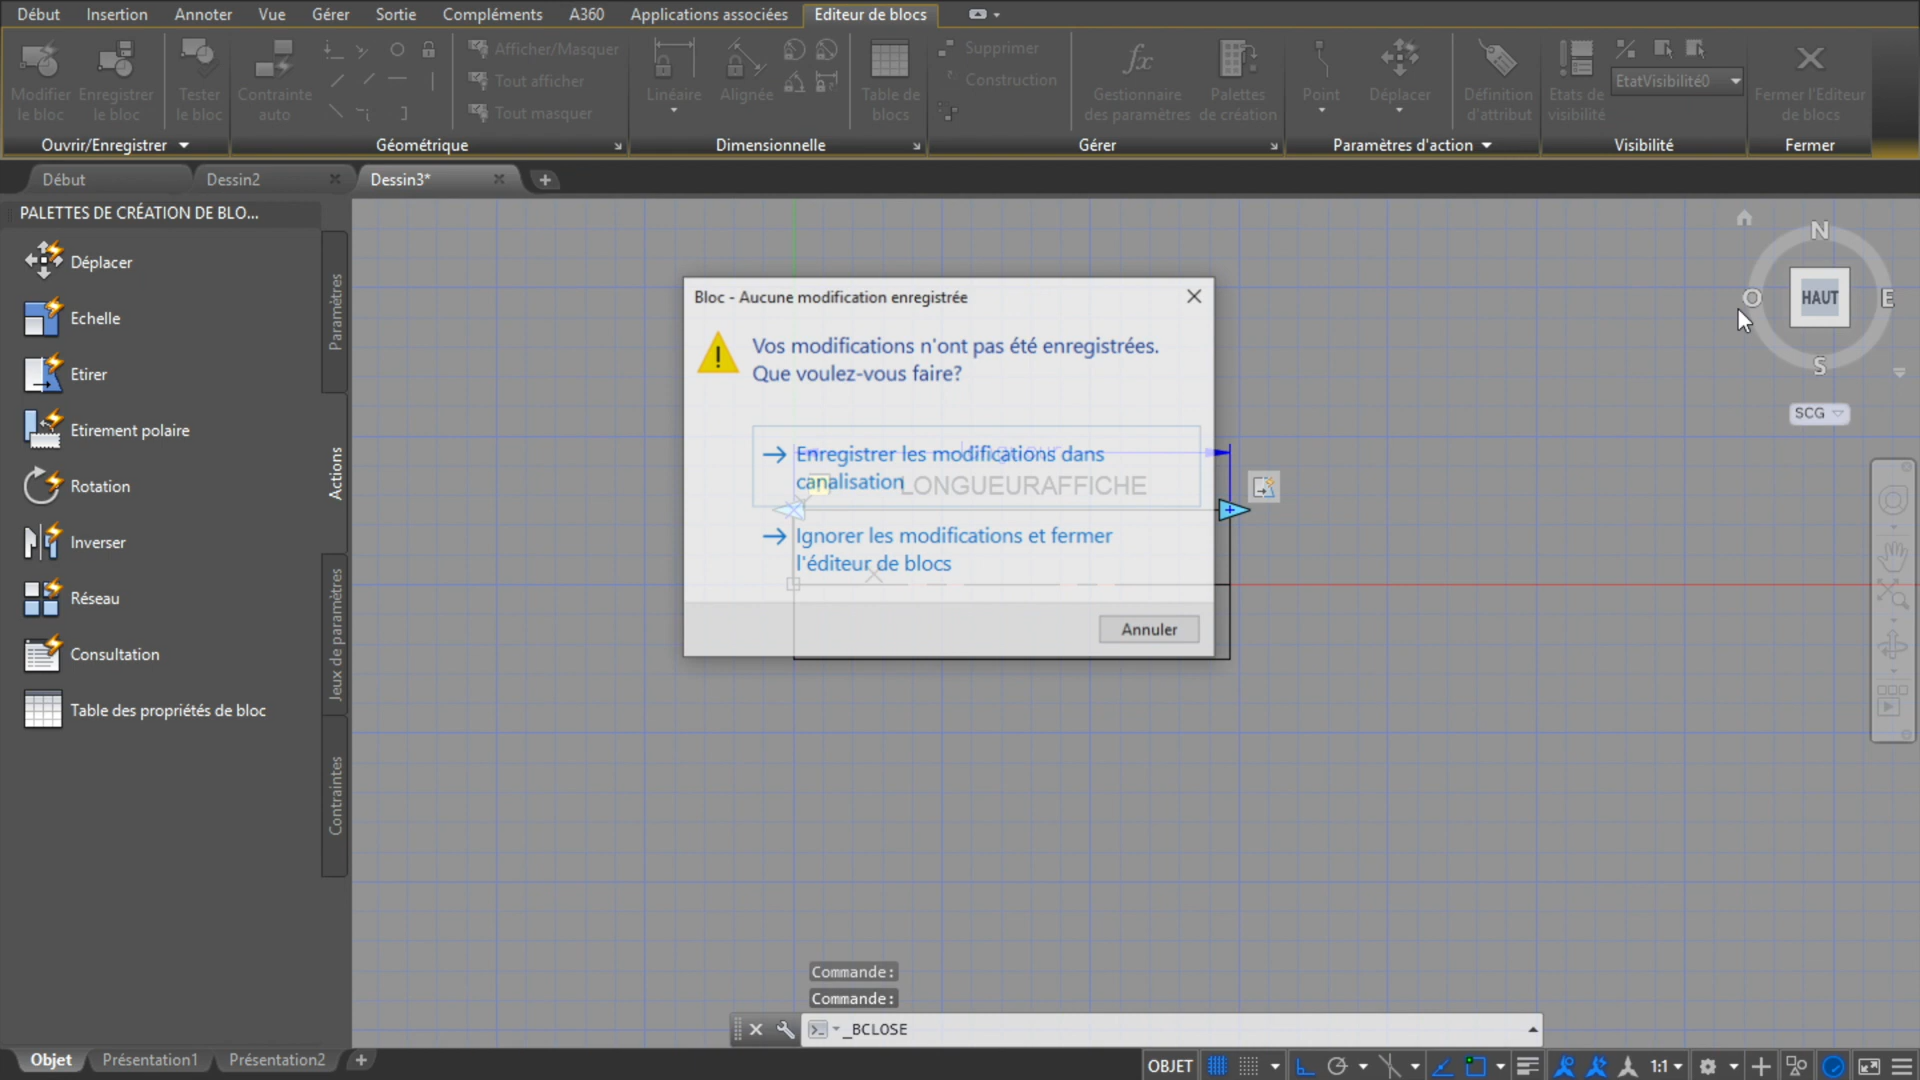 Début Insertion Annoter Vue Gérer Sortie Compléments A360 Applications associées Editeur de blocs
Modifier le bloc
Enregistrer le bloc
Tester le bloc
Contrainte auto
Afficher/Masquer
Tout afficher
Tout masquer
Linéaire
Alignée
Table de blocs
Supprimer
Construction
Gestionnaire des paramètres
Palettes de création
Point
Déplacer
Définition d'attribut
Etats de visibilité
EtatVisibilité0
Fermer l'Editeur de blocs
Ouvrir/Enregistrer Géométrique Dimensionnelle Gérer Paramètres d'action Visibilité Fermer
Début Dessin2 Dessin3*
PALETTES DE CRÉATION DE BLO...
Déplacer
Echelle
Etirer
Etirement polaire
Rotation
Inverser
Réseau
Consultation
Table des propriétés de bloc
Paramètres
Actions
Jeux de paramètres
Contraintes
Bloc - Aucune modification enregistrée
Vos modifications n'ont pas été enregistrées.
Que voulez-vous faire?
Enregistrer les modifications dans
canalisation
LONGUEURAFFICHE
Ignorer les modifications et fermer
l'éditeur de blocs
Annuler
N
O HAUT E
S
SCG
Commande:
Commande:
_BCLOSE
Objet Présentation1 Présentation2
OBJET 1:1